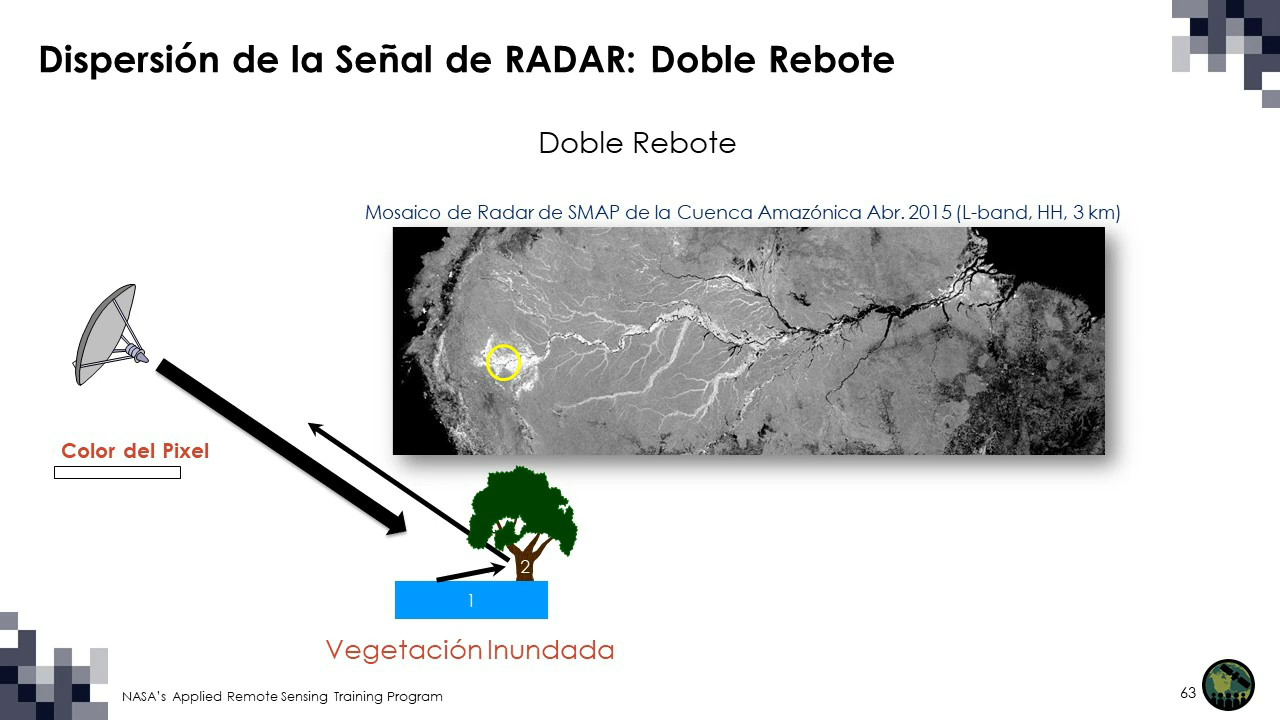 Dispersión de la Señal de RADAR: Doble Rebote
Doble Rebote
Mosaico de Radar de SMAP de la Cuenca Amazónica Abr. 2015 (L-band, HH, 3 km)
Color del Pixel
2
1
Vegetación Inundada
NASA's Applied Remote Sensing Training Program
63